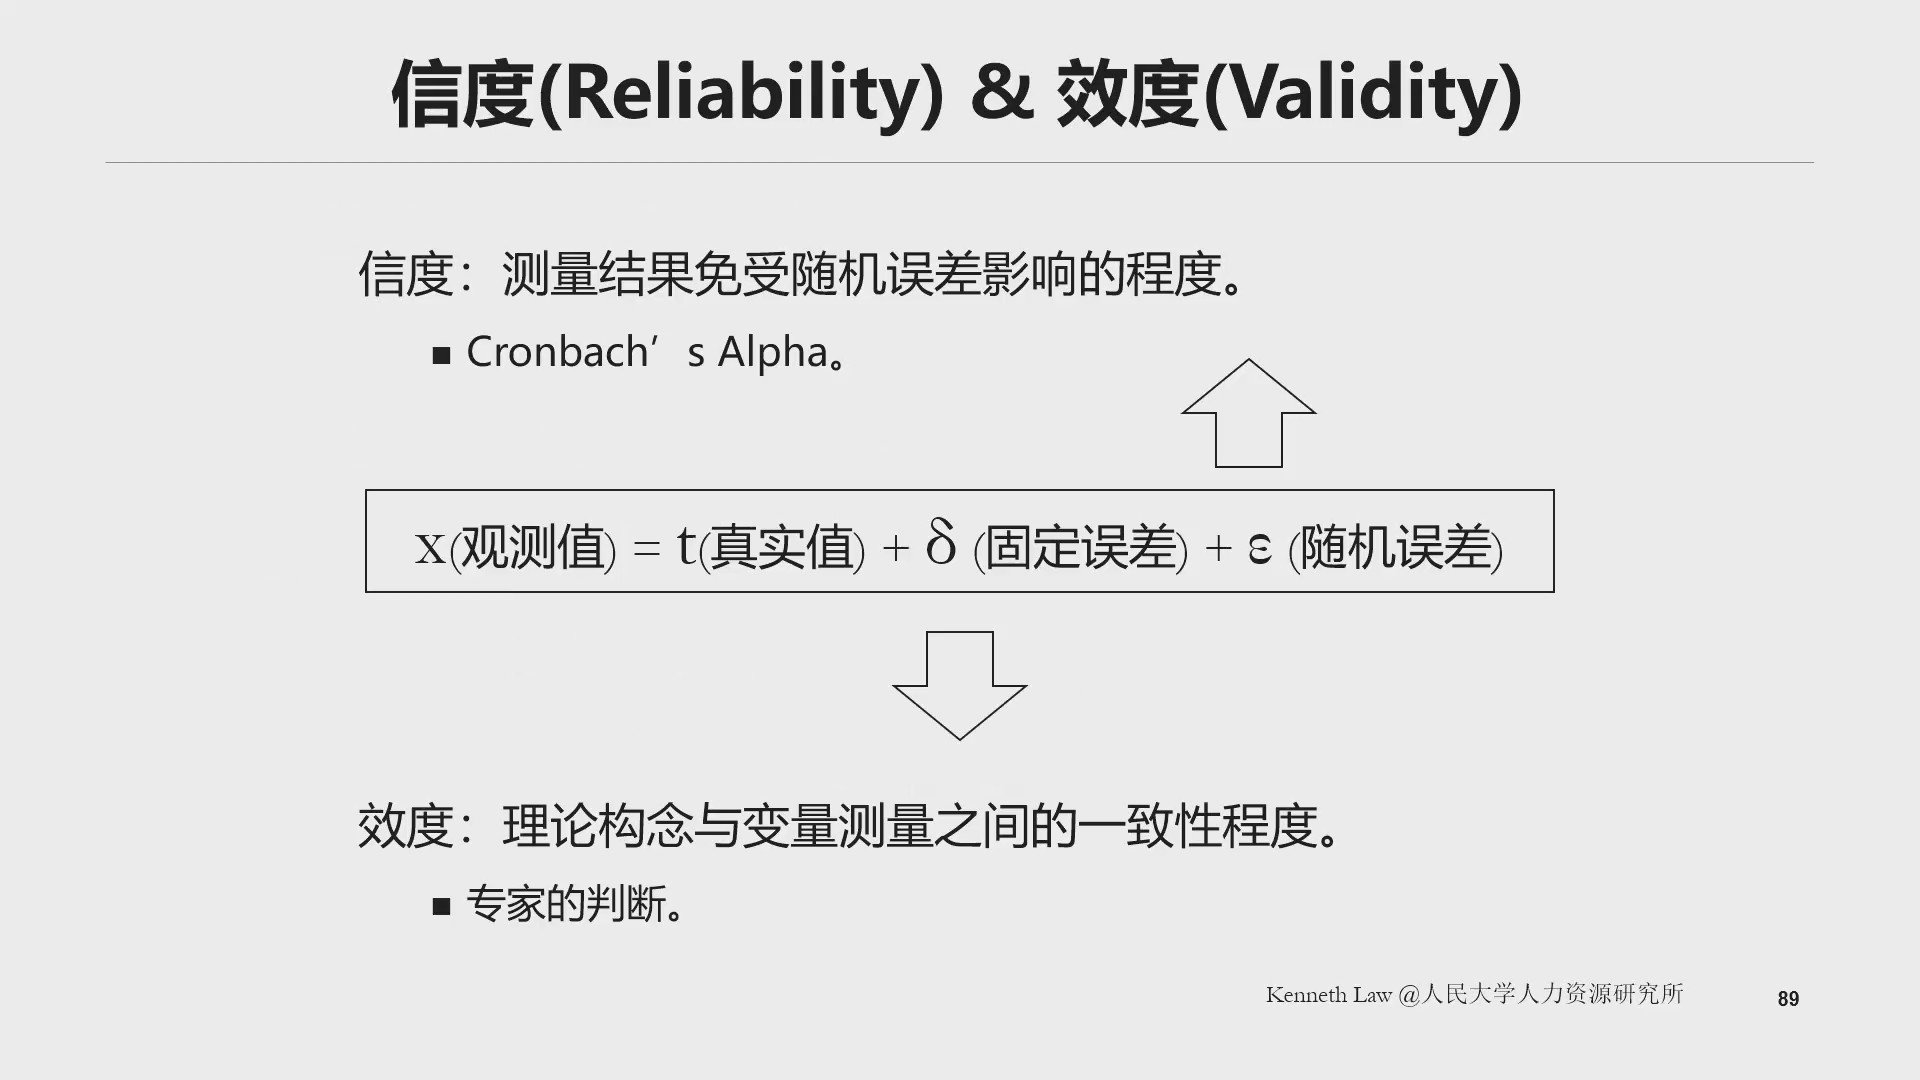 信度(Reliability) & 效度(Validity)
信度：测量结果免受随机误差影响的程度。
■ Cronbach’s Alpha。
x(观测值) = t(真实值) + δ (固定误差) + ε (随机误差)
效度：理论构念与变量测量之间的一致性程度。
■ 专家的判断。
Kenneth Law @人民大学人力资源研究所
89